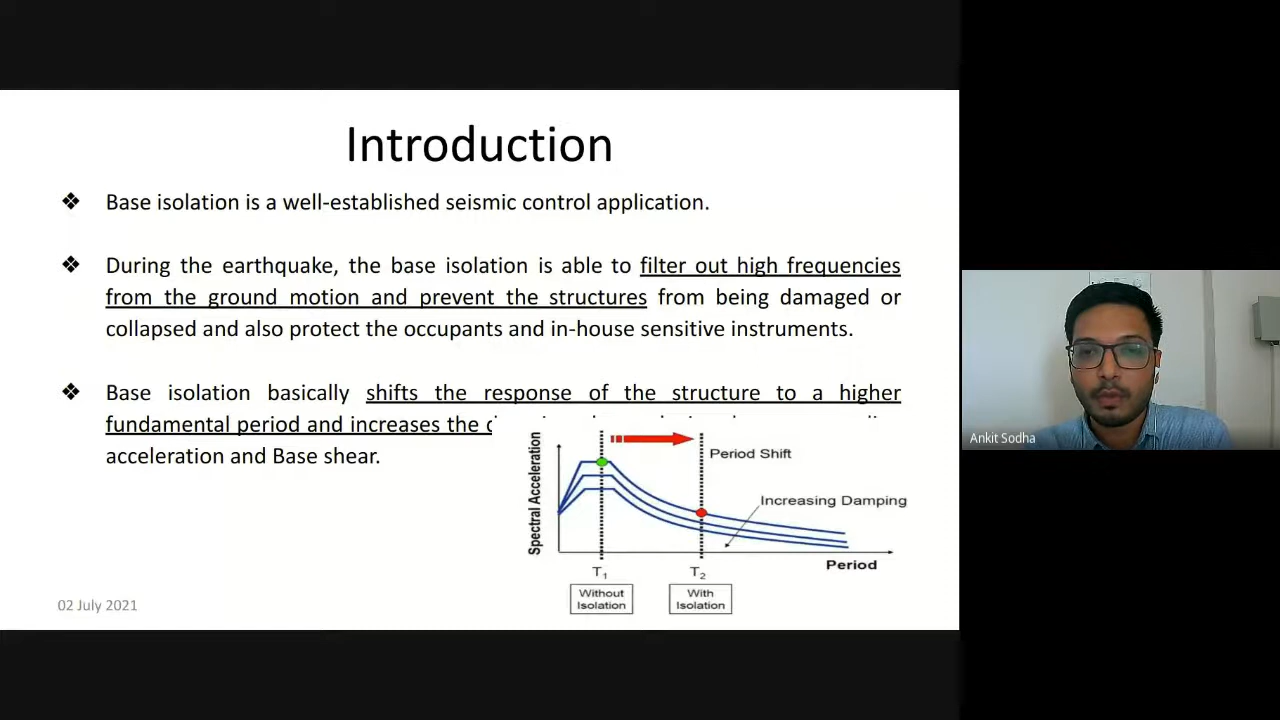 Introduction
❖ Base isolation is a well-established seismic control application.
❖ During the earthquake, the base isolation is able to filter out high frequencies
from the ground motion and prevent the structures from being damaged or
collapsed and also protect the occupants and in-house sensitive instruments.
❖ Base isolation basically shifts the response of the structure to a higher
fundamental period and increases the
acceleration and Base shear.
Spectral Acceleration
Period Shift
Increasing Damping
Period
T1
T2
Without
Isolation
With
Isolation
02 July 2021
Ankit Sodha